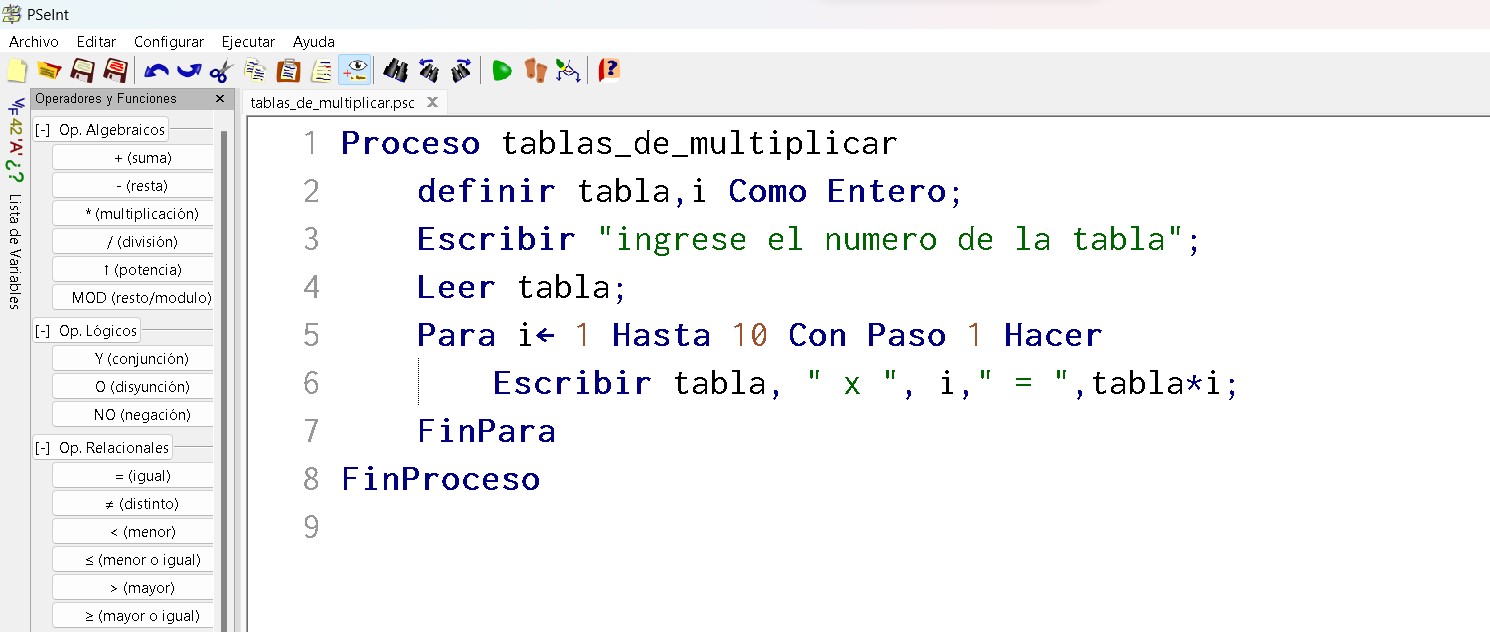 PSeInt
Archivo Editar Configurar Ejecutar Ayuda
Operadores y Funciones
tablas_de_multiplicar.psc
Lista de Variables
[-] Op. Algebraicos
+ (suma)
- (resta)
* (multiplicación)
/ (división)
↑ (potencia)
MOD (resto/modulo)
[-] Op. Lógicos
Y (conjunción)
O (disyunción)
NO (negación)
[-] Op. Relacionales
= (igual)
≠ (distinto)
< (menor)
≤ (menor o igual)
> (mayor)
≥ (mayor o igual)
1 Proceso tablas_de_multiplicar
2 definir tabla,i Como Entero;
3 Escribir "ingrese el numero de la tabla";
4 Leer tabla;
5 Para i← 1 Hasta 10 Con Paso 1 Hacer
6 Escribir tabla, " x ", i," = ",tabla*i;
7 FinPara
8 FinProceso
9